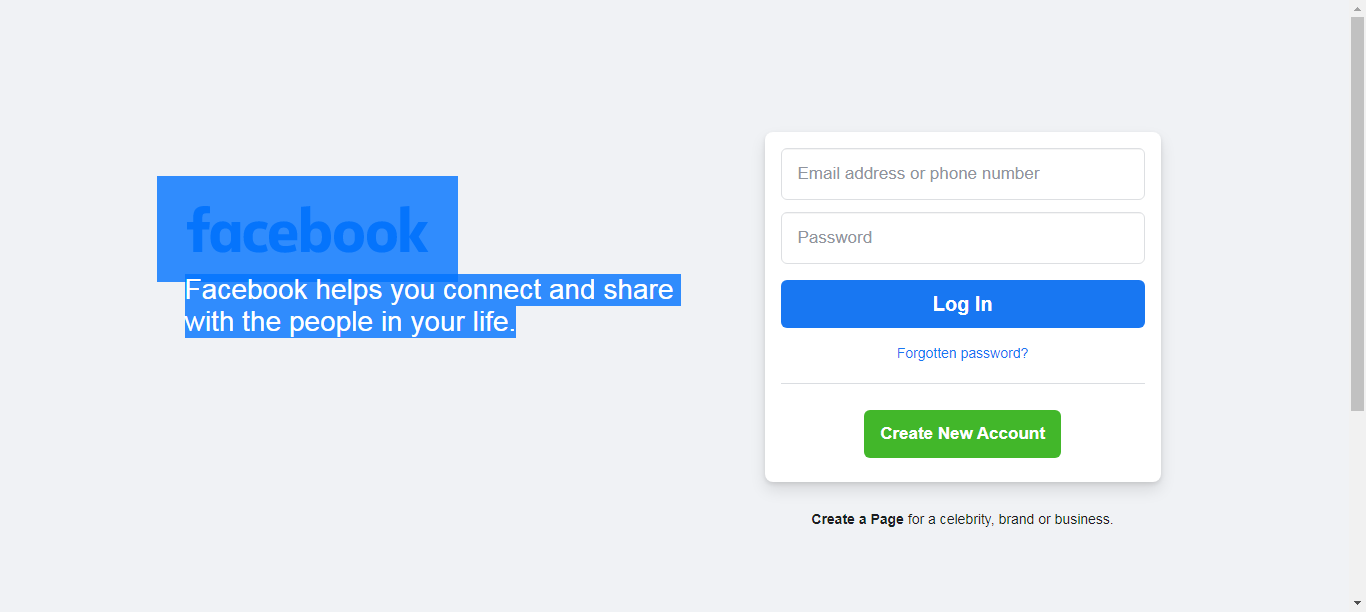 facebook
Facebook helps you connect and share
with the people in your life.
Email address or phone number
Password
Log In
Forgotten password?
Create New Account
Create a Page for a celebrity, brand or business.